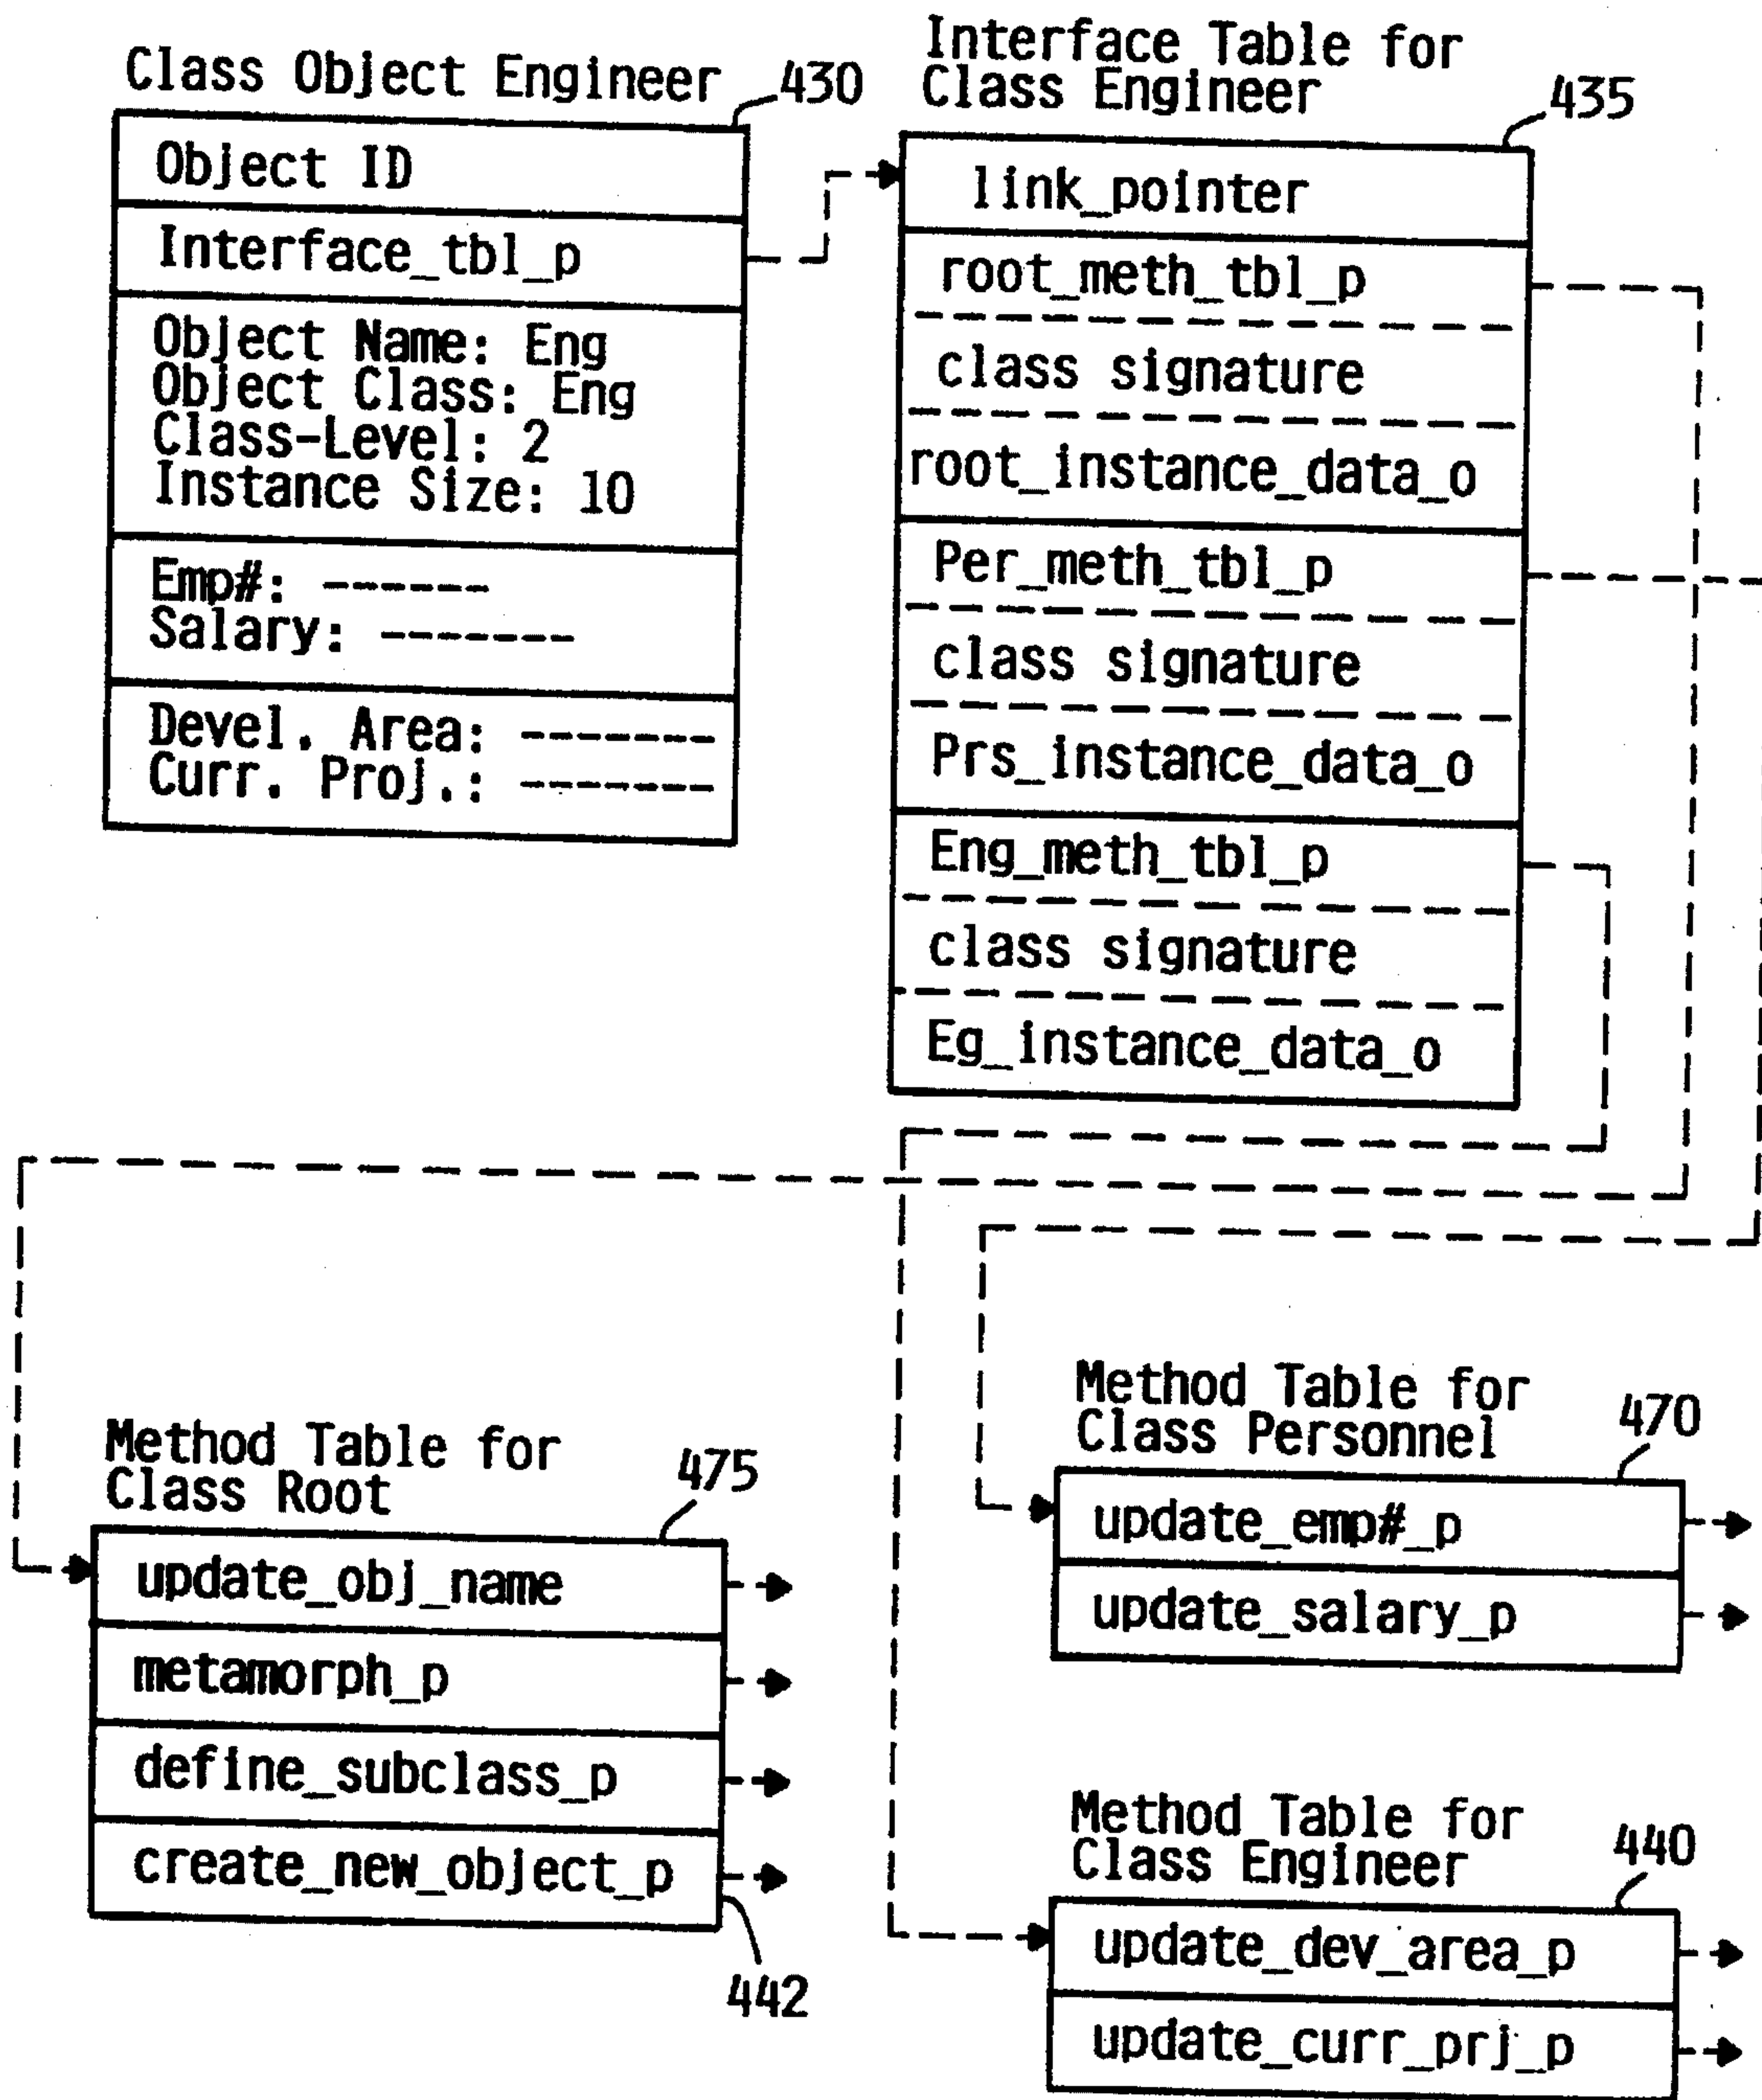 Class Object Engineer
430
Object ID
Interface_tbl_p
Object Name: Eng
Object Class: Eng
Class-Level: 2
Instance Size: 10
Emp#: ------
Salary: -------
Devel. Area: -------
Curr. Proj.: -------
Interface Table for
Class Engineer
435
link_pointer
root_meth_tbl_p
class signature
root_instance_data_o
Per_meth_tbl_p
class signature
Prs_instance_data_o
Eng_meth_tbl_p
class signature
Eg_instance_data_o
Method Table for
Class Root
475
update_obj_name
metamorph_p
define_subclass_p
create_new_object_p
442
Method Table for
Class Personnel
470
update_emp#_p
update_salary_p
Method Table for
Class Engineer
440
update_dev_area_p
update_curr_prj_p